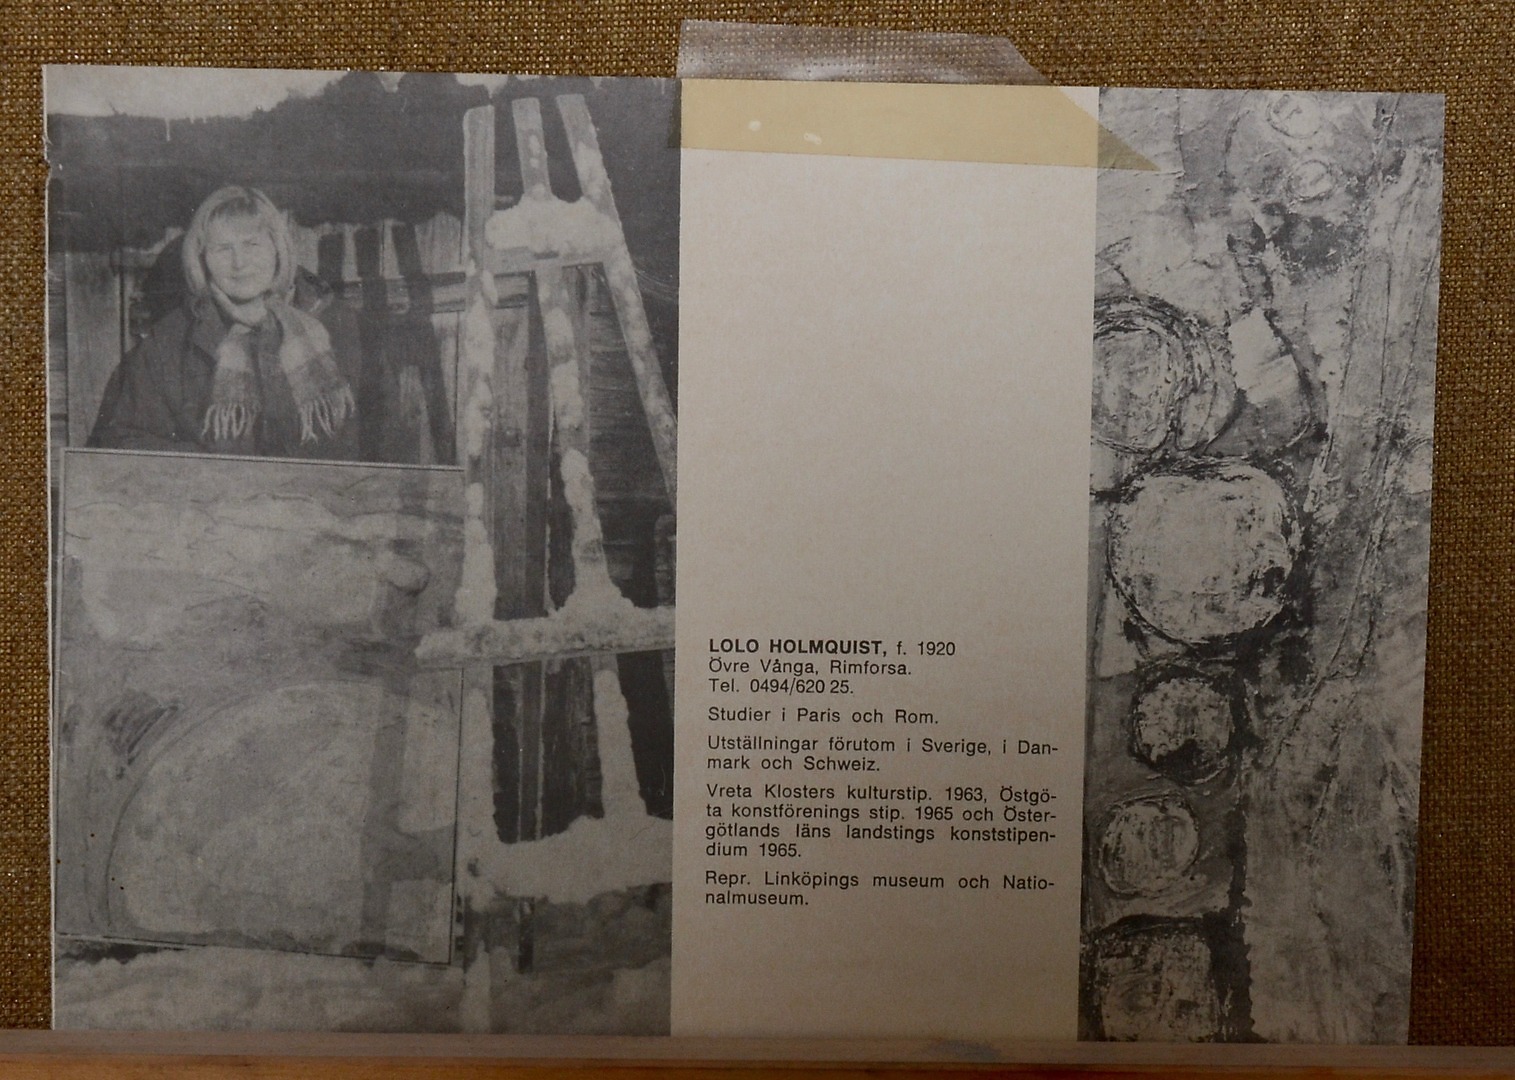 LOLO HOLMQUIST, f. 1920
Övre Vånga, Rimforsa.
Tel. 0494/620 25.
Studier i Paris och Rom.
Utställningar förutom i Sverige, i Dan-
mark och Schweiz.
Vreta Klosters kulturstip. 1963, Östgö-
ta konstförenings stip. 1965 och Öster-
götlands läns landstings konststipen-
dium 1965.
Repr. Linköpings museum och Natio-
nalmuseum.